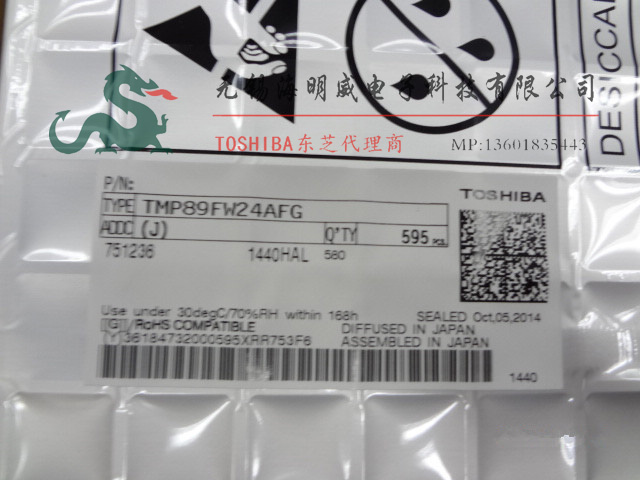 DESICCA
无锡海明威电子科技有限公司
TOSHIBA东芝代理商
MP:13601835443
P/N:
TOSHIBA
TYPE TMP89FW24AFG
ADDC (J) Q'TY 595 PCS.
751236 1440HAL 580
Use under 30degC/70%RH within 168h SEALED Oct,05,2014
[[G]]/RoHS COMPATIBLE DIFFUSED IN JAPAN
(Y)36184732000595XRR753F6 ASSEMBLED IN JAPAN
1440